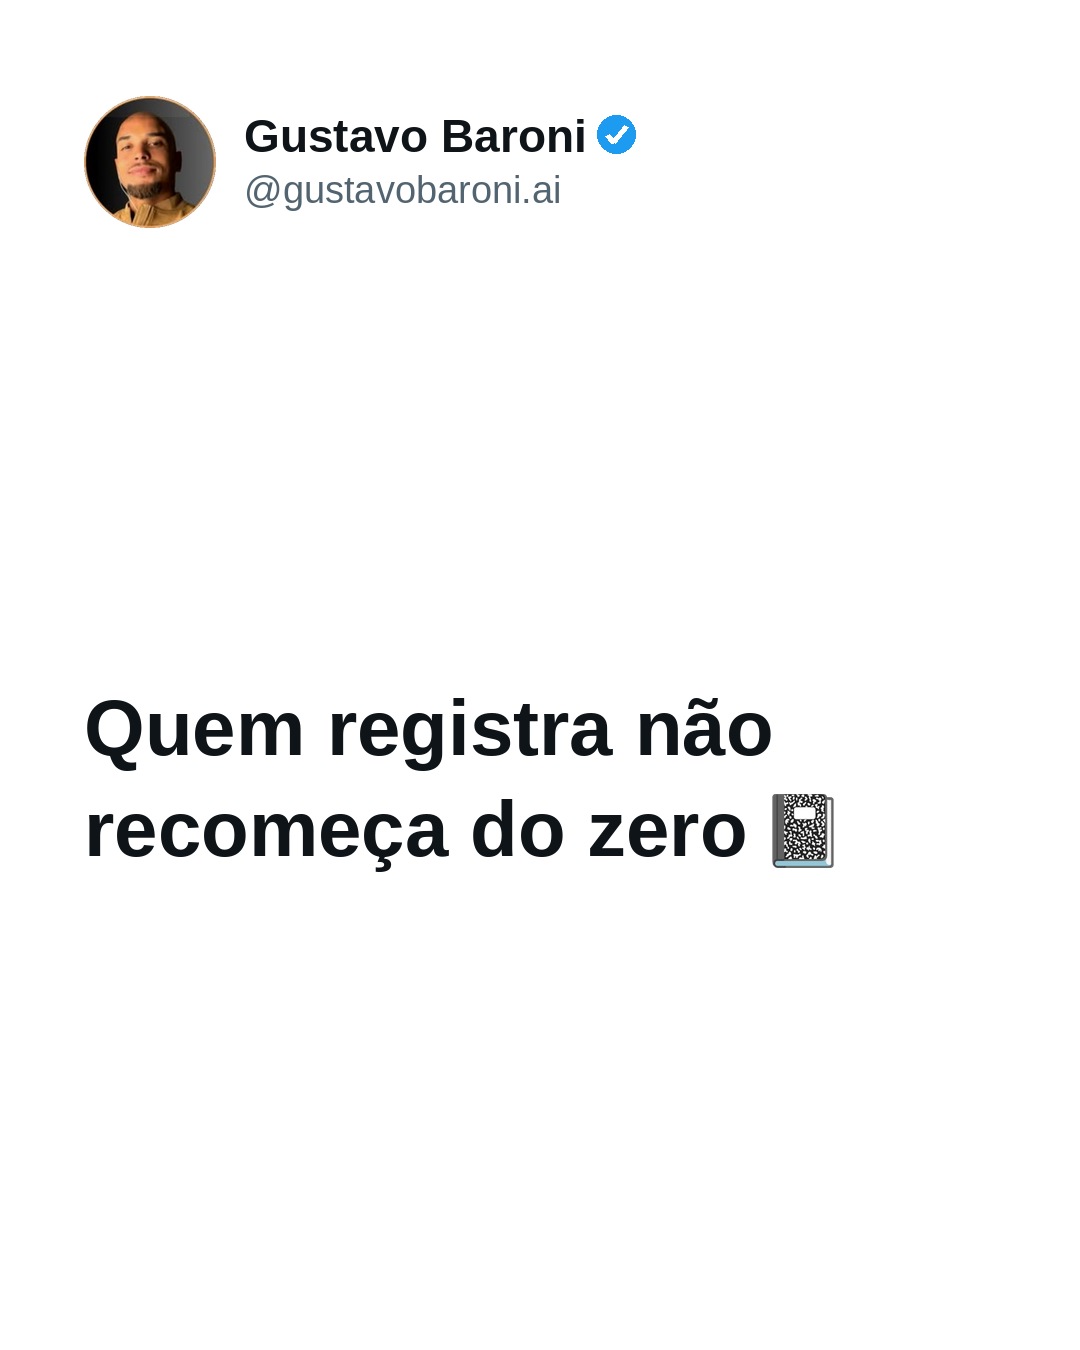 Gustavo Baroni
@gustavobaroni.ai
Quem registra não
recomeça do zero 📓